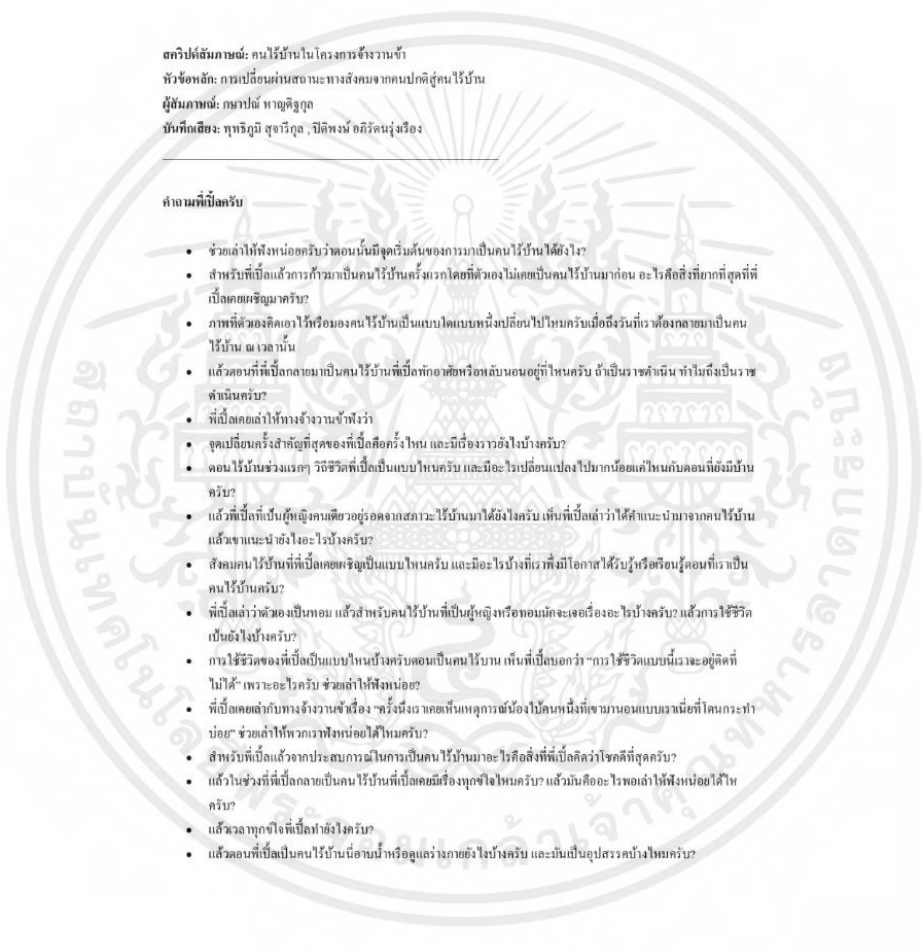 สคริปต์สัมภาษณ์: คนไร้บ้านในโครงการจ้างวานข้า
หัวข้อหลัก: การเปลี่ยนผ่านสถานะทางสังคมจากคนปกติสู่คนไร้บ้าน
ผู้สัมภาษณ์: กษาปณ์ หาญดิฐกุล
บันทึกเสียง: พุทธิภูมิ สุจารีกุล , ปิติพงษ์ อภิรัตนรุ่งเรือง
คำถามพี่เปิ้ลครับ
• ช่วยเล่าให้ฟังหน่อยครับว่าตอนนั้นมีจุดเริ่มต้นของการมาเป็นคนไร้บ้านได้ยังไง?
• สำหรับพี่เปิ้ลแล้วการก้าวมาเป็นคนไร้บ้านครั้งแรกโดยที่ตัวเองไม่เคยเป็นคนไร้บ้านมาก่อน อะไรคือสิ่งที่ยากที่สุดที่พี่
เปิ้ลเคยเผชิญมาครับ?
• ภาพที่ตัวเองคิดเอาไว้หรือมองคนไร้บ้านเป็นแบบใดแบบหนึ่งเปลี่ยนไปไหมครับเมื่อถึงวันที่เราต้องกลายมาเป็นคน
ไร้บ้าน ณ เวลานั้น
• แล้วตอนที่พี่เปิ้ลกลายมาเป็นคนไร้บ้านพี่เปิ้ลพักอาศัยหรือหลับนอนอยู่ที่ไหนครับ ถ้าเป็นราชดำเนิน ทำไมถึงเป็นราช
ดำเนินครับ?
• พี่เปิ้ลเคยเล่าให้ทางจ้างวานข้าฟังว่า
• จุดเปลี่ยนครั้งสำคัญที่สุดของพี่เปิ้ลคือครั้งไหน และมีเรื่องราวยังไงบ้างครับ?
• ตอนไร้บ้านช่วงแรกๆ วิถีชีวิตพี่เปิ้ลเป็นแบบไหนครับ และมีอะไรเปลี่ยนแปลงไปมากน้อยแค่ไหนกับตอนที่ยังมีบ้าน
ครับ?
• แล้วพี่เปิ้ลที่เป็นผู้หญิงคนเดียวอยู่รอดจากสภาวะไร้บ้านมาได้ยังไงครับ เห็นพี่เปิ้ลเล่าว่าได้คำแนะนำมาจากคนไร้บ้าน
แล้วเขาแนะนำยังไงอะไรบ้างครับ?
• สังคมคนไร้บ้านที่พี่เปิ้ลเคยเผชิญเป็นแบบไหนครับ และมีอะไรบ้างที่เราพึ่งมีโอกาสได้รับรู้หรือเรียนรู้ตอนที่เราเป็น
คนไร้บ้านครับ?
• พี่เปิ้ลเล่าว่าตัวเองเป็นทอม แล้วสำหรับคนไร้บ้านที่เป็นผู้หญิงหรือทอมมักจะเจอเรื่องอะไรบ้างครับ? แล้วการใช้ชีวิต
เป็นยังไงบ้างครับ?
• การใช้ชีวิตของพี่เปิ้ลเป็นแบบไหนบ้างครับตอนเป็นคนไร้บาน เห็นพี่เปิ้ลบอกว่า “การใช้ชีวิตแบบนี้เราจะอยู่ติดที่
ไม่ได้” เพราะอะไรครับ ช่วยเล่าให้ฟังหน่อย?
• พี่เปิ้ลเคยเล่ากับทางจ้างวานข้าเรื่อง “ครั้งนึงเราเคยเห็นเหตุการณ์น้องใบ้คนหนึ่งที่เขามานอนแบบเราเนี่ยที่โดนกระทำ
บ่อย” ช่วยเล่าให้พวกเราฟังหน่อยได้ไหมครับ?
• สำหรับพี่เปิ้ลแล้วจากประสบการณ์ในการเป็นคนไร้บ้านมาอะไรคือสิ่งที่พี่เปิ้ลคิดว่าโชคดีที่สุดครับ?
• แล้วในช่วงที่พี่เปิ้ลกลายเป็นคนไร้บ้านพี่เปิ้ลเคยมีเรื่องทุกข์ใจไหมครับ? แล้วมันคืออะไรพอเล่าให้ฟังหน่อยได้ไห
ครับ?
• แล้วเวลาทุกข์ใจพี่เปิ้ลทำยังไงครับ?
• แล้วตอนพี่เปิ้ลเป็นคนไร้บ้านนี่อาบน้ำหรือดูแลร่างกายยังไงบ้างครับ และมันเป็นอุปสรรคบ้างไหมครับ?
สถาบันเทคโนโลยีพระจอมเกล้าเจ้าคุณทหารลาดกระบัง